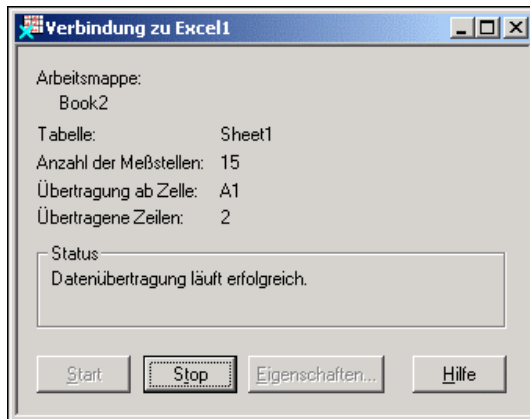 Verbindung zu Excel1
Arbeitsmappe:
Book2
Tabelle: Sheet1
Anzahl der Meßstellen: 15
Übertragung ab Zelle: A1
Übertragene Zeilen: 2
Status
Datenübertragung läuft erfolgreich.
Start Stop Eigenschaften... Hilfe